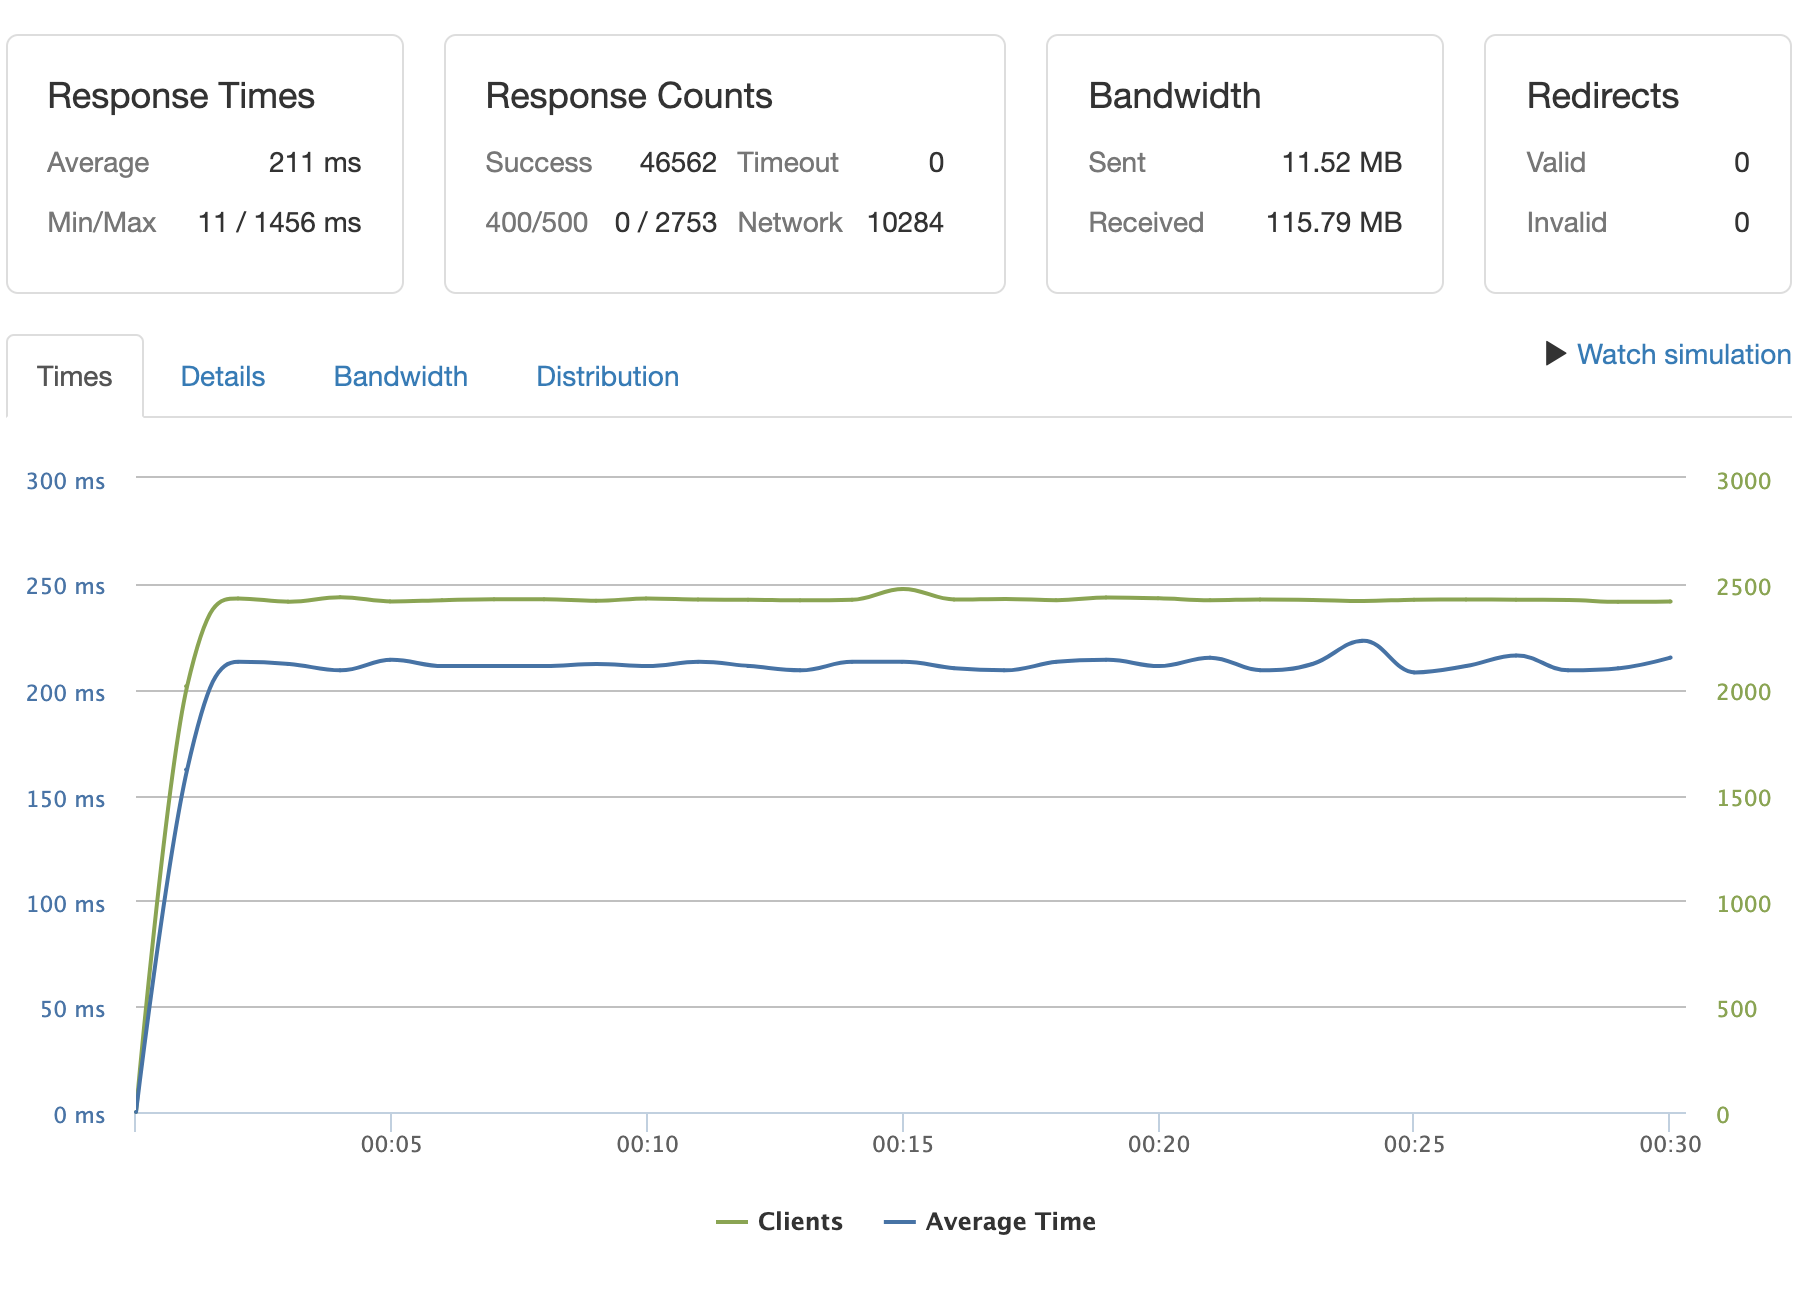 Response Times
Average 211 ms
Min/Max 11 / 1456 ms
Response Counts
Success 46562 Timeout 0
400/500 0 / 2753 Network 10284
Bandwidth
Sent 11.52 MB
Received 115.79 MB
Redirects
Valid 0
Invalid 0
Times Details Bandwidth Distribution
Watch simulation
300 ms 3000
250 ms 2500
200 ms 2000
150 ms 1500
100 ms 1000
50 ms 500
0 ms 0
00:05 00:10 00:15 00:20 00:25 00:30
Clients Average Time